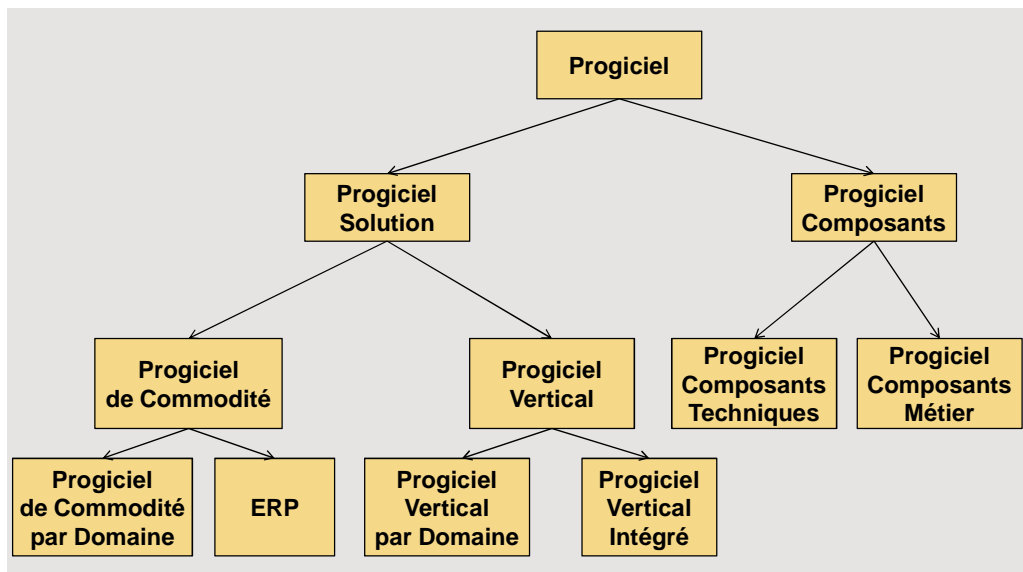 Progiciel
Progiciel
Solution
Progiciel
Composants
Progiciel
de Commodité
Progiciel
Vertical
Progiciel
Composants
Techniques
Progiciel
Composants
Métier
Progiciel
de Commodité
par Domaine
ERP
Progiciel
Vertical
par Domaine
Progiciel
Vertical
Intégré